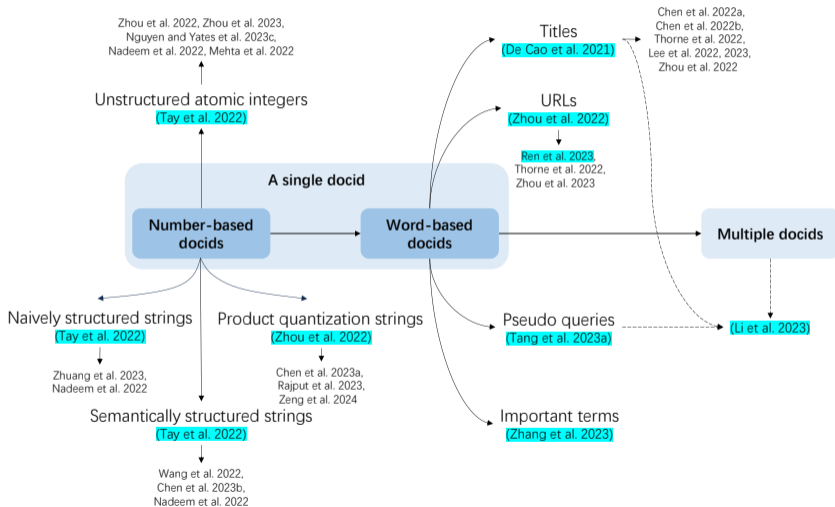 Zhou et al. 2022, Zhou et al. 2023,
Nguyen and Yates et al. 2023c,
Nadeem et al. 2022, Mehta et al. 2022
Unstructured atomic integers
(Tay et al. 2022)
A single docid
Number-based
docids
Word-based
docids
Multiple docids
Titles
(De Cao et al. 2021)
Chen et al. 2022a,
Chen et al. 2022b,
Thorne et al. 2022,
Lee et al. 2022, 2023,
Zhou et al. 2022
URLs
(Zhou et al. 2022)
Ren et al. 2023,
Thorne et al. 2022,
Zhou et al. 2023
Naively structured strings
(Tay et al. 2022)
Zhuang et al. 2023,
Nadeem et al. 2022
Product quantization strings
(Zhou et al. 2022)
Chen et al. 2023a,
Rajput et al. 2023,
Zeng et al. 2024
Semantically structured strings
(Tay et al. 2022)
Wang et al. 2022,
Chen et al. 2023b,
Nadeem et al. 2022
Pseudo queries
(Tang et al. 2023a)
(Li et al. 2023)
Important terms
(Zhang et al. 2023)